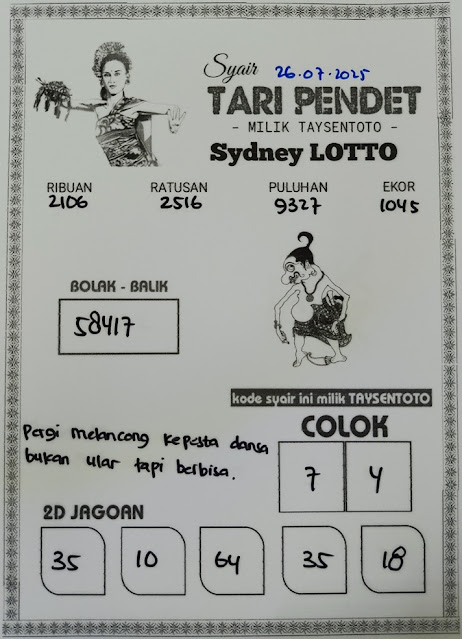 Syair 26.07.2025
TARI PENDET
- MILIK TAYSENTOTO -
Sydney LOTTO
RIBUAN RATUSAN PULUHAN EKOR
2106 2516 9327 1045
BOLAK - BALIK
58417
kode syair ini milik TAYSENTOTO
COLOK
7 4
Pergi melancong kepesta dansa
bukan ular tapi berbisa.
2D JAGOAN
35 10 64 35 18